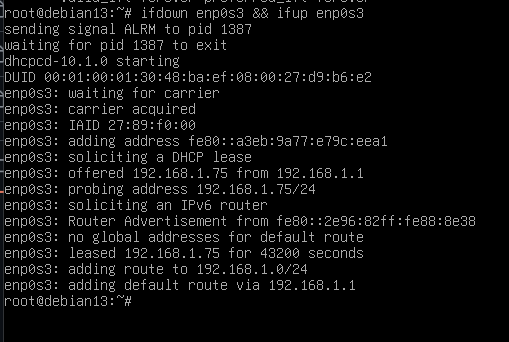 root@debian13:~# ifdown enp0s3 && ifup enp0s3
sending signal ALRM to pid 1387
waiting for pid 1387 to exit
dhcpcd-10.1.0 starting
DUID 00:01:00:01:30:48:ba:ef:08:00:27:d9:b6:e2
enp0s3: waiting for carrier
enp0s3: carrier acquired
enp0s3: IAID 27:89:f0:00
enp0s3: adding address fe80::a3eb:9a77:e79c:eea1
enp0s3: soliciting a DHCP lease
enp0s3: offered 192.168.1.75 from 192.168.1.1
enp0s3: probing address 192.168.1.75/24
enp0s3: soliciting an IPv6 router
enp0s3: Router Advertisement from fe80::2e96:82ff:fe88:8e38
enp0s3: no global addresses for default route
enp0s3: leased 192.168.1.75 for 43200 seconds
enp0s3: adding route to 192.168.1.0/24
enp0s3: adding default route via 192.168.1.1
root@debian13:~#